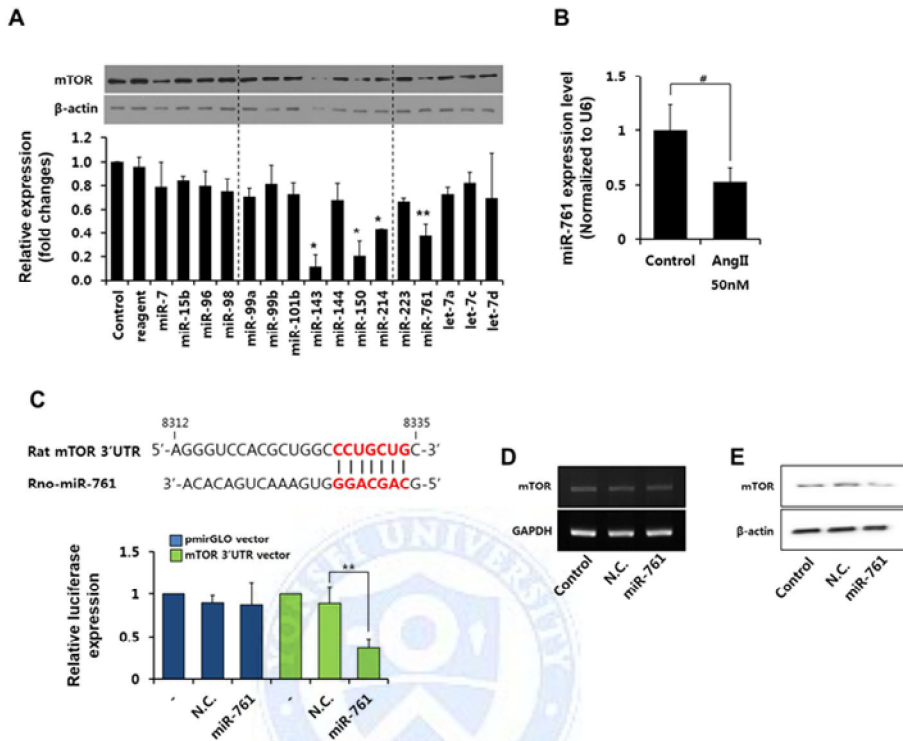 A
mTOR
β-actin
Relative expression
(fold changes)
1.2
1.0
0.8
0.6
0.4
0.2
0.0
* * * **
Control
reagent
miR-7
miR-15b
miR-96
miR-98
miR-99a
miR-99b
miR-101b
miR-143
miR-144
miR-150
miR-214
miR-223
miR-761
let-7a
let-7c
let-7d
B
miR-761 expression level
(Normalized to U6)
1.5
1
0.5
0
#
Control AngII
50nM
C
8312 8335
Rat mTOR 3'UTR 5'-AGGGUCCACGCUGGCCCUGCUGC-3'
Rno-miR-761 3'-ACACAGUCAAAGUGGGACGACG-5'
pmirGLO vector
mTOR 3'UTR vector
Relative luciferase
expression
1.5
1
0.5
0
**
- N.C. miR-761 - N.C. miR-761
YONSEI UNIVERSITY
D
mTOR
GAPDH
Control N.C. miR-761
E
mTOR
β-actin
Control N.C. miR-761